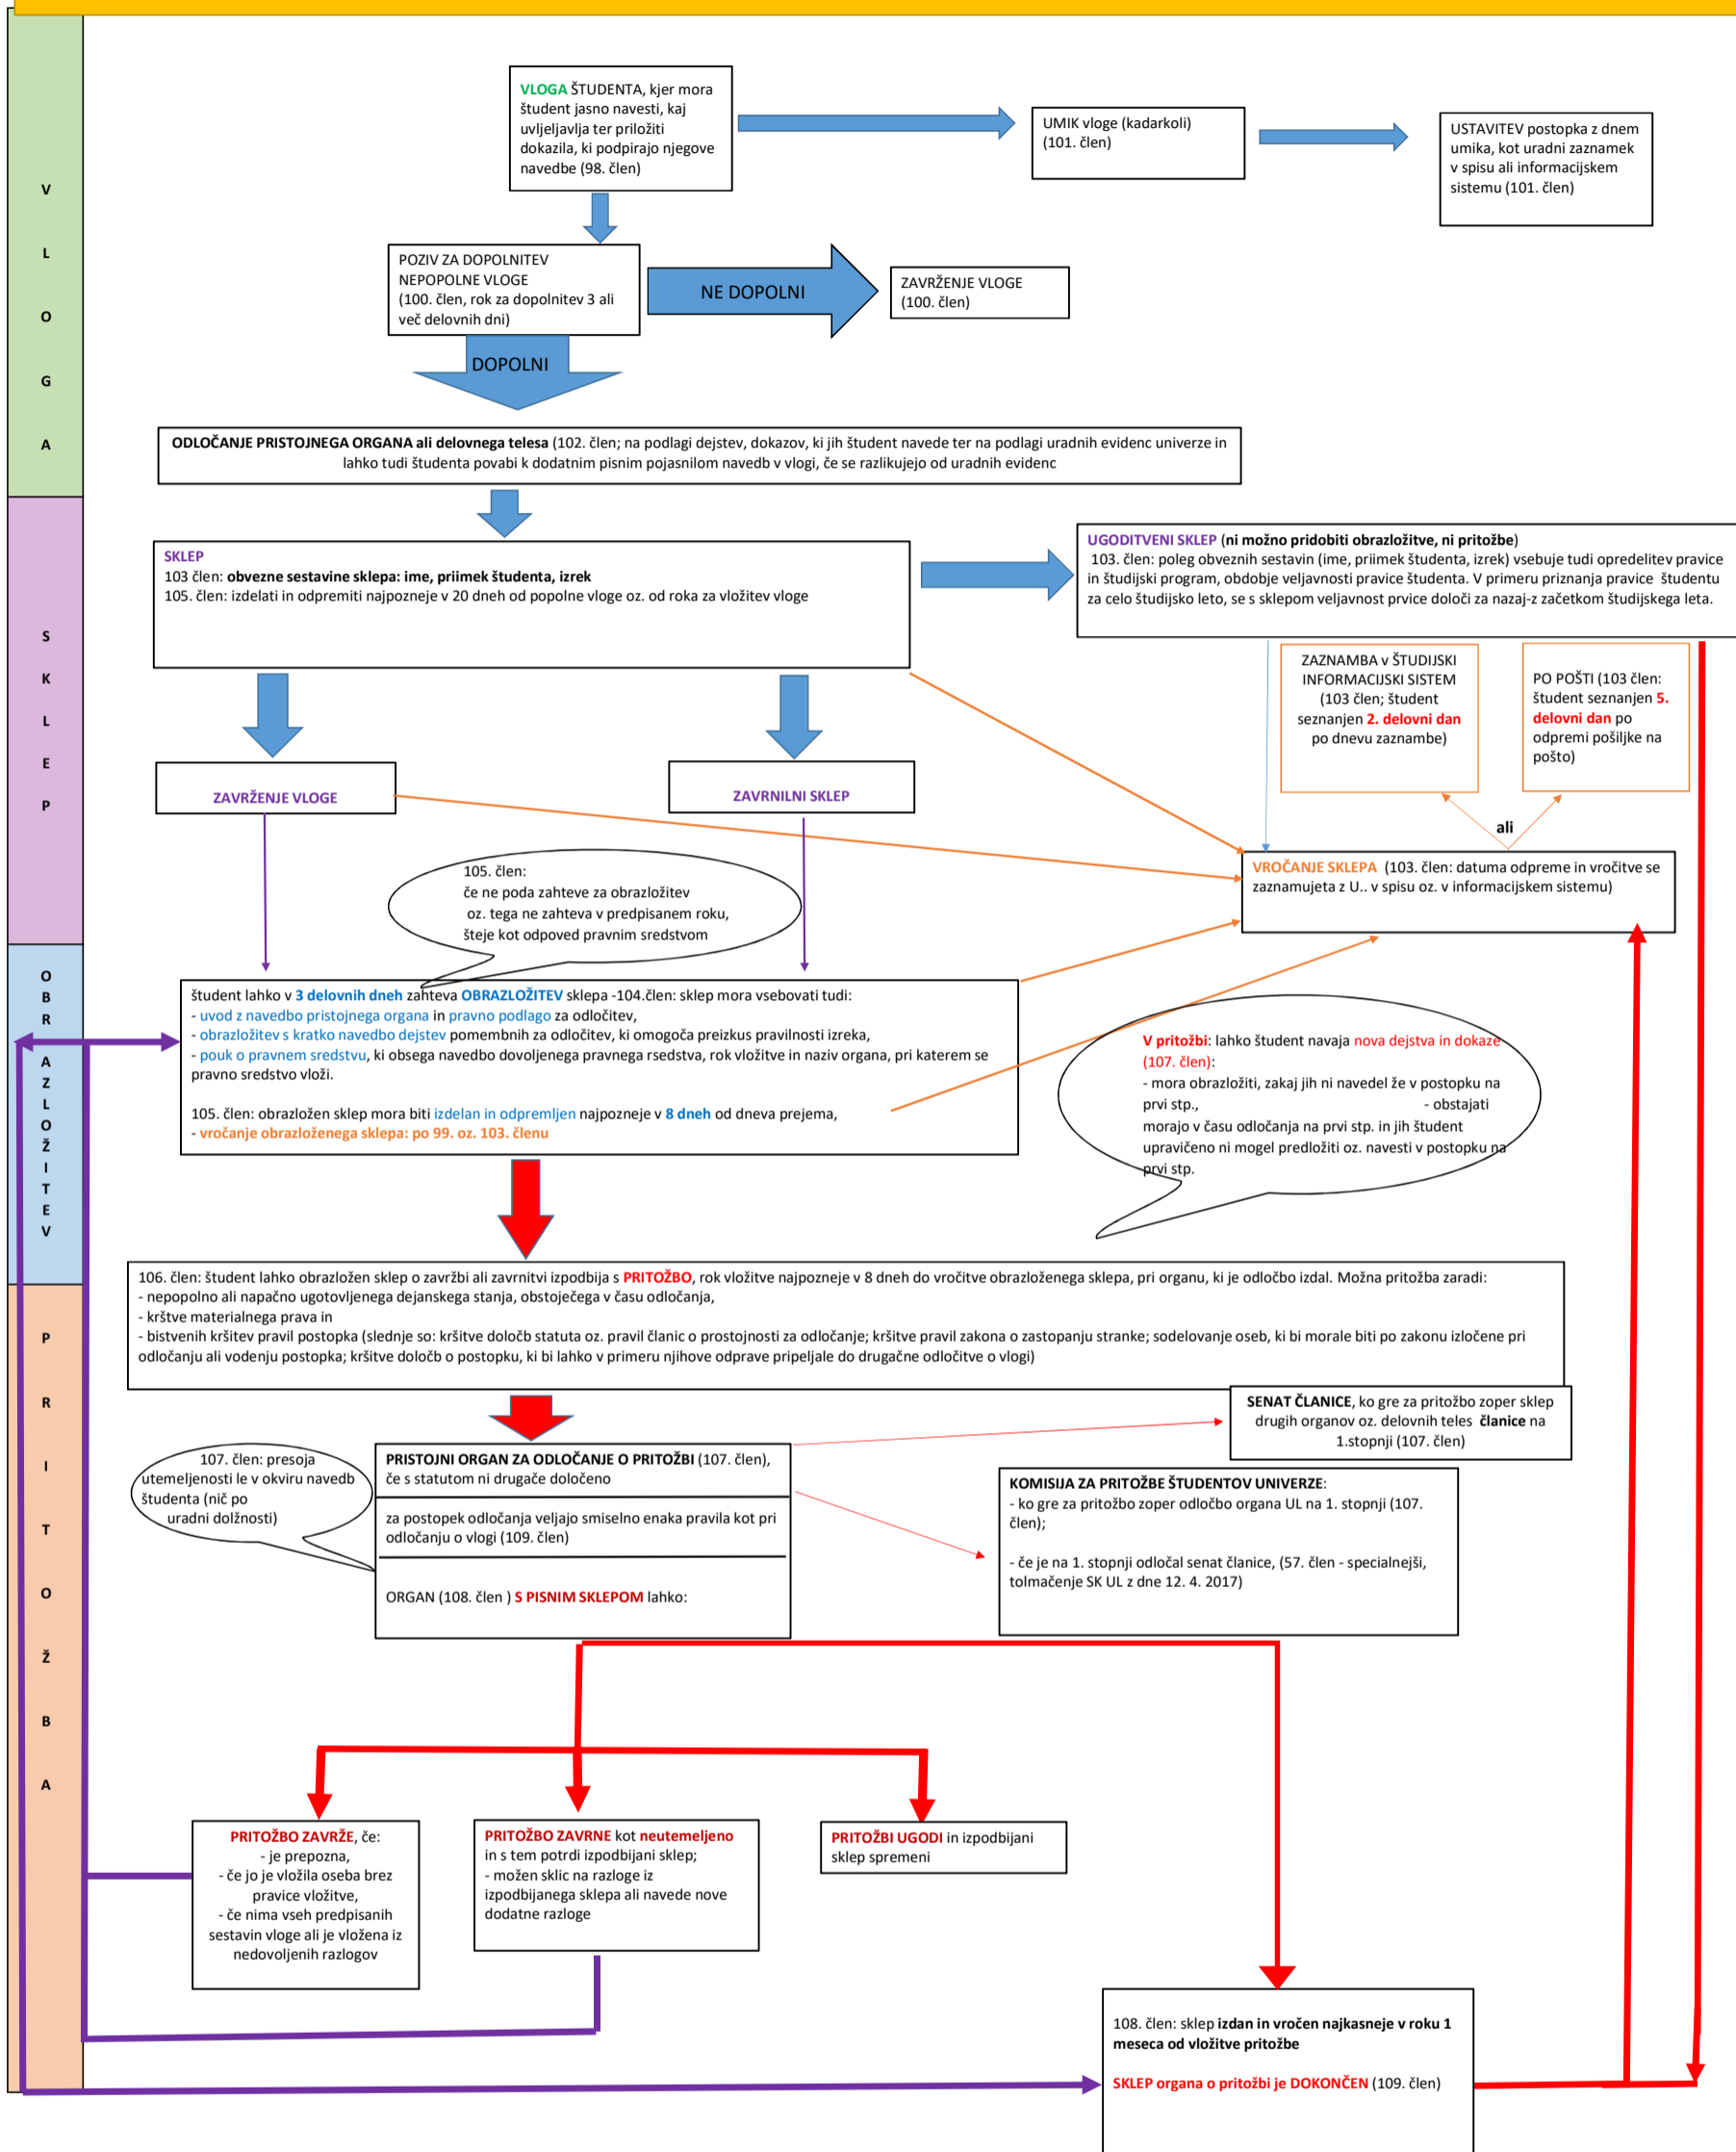 V
L
O
G
A
VLOGA ŠTUDENTA, kjer mora
študent jasno navesti, kaj
uvljeljavlja ter priložiti
dokazila, ki podpirajo njegove
navedbe (98. člen)
UMIK vloge (kadarkoli)
(101. člen)
USTAVITEV postopka z dnem
umika, kot uradni zaznamek
v spisu ali informacijskem
sistemu (101. člen)
POZIV ZA DOPOLNITEV
NEPOPOLNE VLOGE
(100. člen, rok za dopolnitev 3 ali
več delovnih dni)
NE DOPOLNI
ZAVRŽENJE VLOGE
(100. člen)
DOPOLNI
ODLOČANJE PRISTOJNEGA ORGANA ali delovnega telesa (102. člen; na podlagi dejstev, dokazov, ki jih študent navede ter na podlagi uradnih evidenc univerze in
lahko tudi študenta povabi k dodatnim pisnim pojasnilom navedb v vlogi, če se razlikujejo od uradnih evidenc
S
K
L
E
P
SKLEP
103 člen: obvezne sestavine sklepa: ime, priimek študenta, izrek
105. člen: izdelati in odpremiti najpozneje v 20 dneh od popolne vloge oz. od roka za vložitev vloge
UGODITVENI SKLEP (ni možno pridobiti obrazložitve, ni pritožbe)
103. člen: poleg obveznih sestavin (ime, priimek študenta, izrek) vsebuje tudi opredelitev pravice
in študijski program, obdobje veljavnosti pravice študenta. V primeru priznanja pravice študentu
za celo študijsko leto, se s sklepom veljavnost prvice določi za nazaj-z začetkom študijskega leta.
ZAZNAMBA v ŠTUDIJSKI
INFORMACIJSKI SISTEM
(103 člen; študent
seznanjen 2. delovni dan
po dnevu zaznambe)
PO POŠTI (103 člen:
študent seznanjen 5.
delovni dan po
odpremi pošiljke na
pošto)
ZAVRŽENJE VLOGE
ZAVRNILNI SKLEP
ali
VROČANJE SKLEPA (103. člen: datuma odpreme in vročitve se
zaznamujeta z U.. v spisu oz. v informacijskem sistemu)
105. člen:
če ne poda zahteve za obrazložitev
oz. tega ne zahteva v predpisanem roku,
šteje kot odpoved pravnim sredstvom
O
B
R
A
Z
L
O
Ž
I
T
E
V
študent lahko v 3 delovnih dneh zahteva OBRAZLOŽITEV sklepa -104.člen: sklep mora vsebovati tudi:
- uvod z navedbo pristojnega organa in pravno podlago za odločitev,
- obrazložitev s kratko navedbo dejstev pomembnih za odločitev, ki omogoča preizkus pravilnosti izreka,
- pouk o pravnem sredstvu, ki obsega navedbo dovoljenega pravnega rsedstva, rok vložitve in naziv organa, pri katerem se
pravno sredstvo vloži.
105. člen: obrazložen sklep mora biti izdelan in odpremljen najpozneje v 8 dneh od dneva prejema,
- vročanje obrazloženega sklepa: po 99. oz. 103. členu
V pritožbi: lahko študent navaja nova dejstva in dokaze
(107. člen):
- mora obrazložiti, zakaj jih ni navedel že v postopku na
prvi stp., - obstajati
morajo v času odločanja na prvi stp. in jih študent
upravičeno ni mogel predložiti oz. navesti v postopku na
prvi stp.
P
R
I
T
O
Ž
B
A
106. člen: študent lahko obrazložen sklep o zavržbi ali zavrnitvi izpodbija s PRITOŽBO, rok vložitve najpozneje v 8 dneh do vročitve obrazloženega sklepa, pri organu, ki je odločbo izdal. Možna pritožba zaradi:
- nepopolno ali napačno ugotovljenega dejanskega stanja, obstoječega v času odločanja,
- krštve materialnega prava in
- bistvenih kršitev pravil postopka (slednje so: kršitve določb statuta oz. pravil članic o prostojnosti za odločanje; kršitve pravil zakona o zastopanju stranke; sodelovanje oseb, ki bi morale biti po zakonu izločene pri
odločanju ali vodenju postopka; kršitve določb o postopku, ki bi lahko v primeru njihove odprave pripeljale do drugačne odločitve o vlogi)
SENAT ČLANICE, ko gre za pritožbo zoper sklep
drugih organov oz. delovnih teles članice na
1.stopnji (107. člen)
107. člen: presoja
utemeljenosti le v okviru navedb
študenta (nič po
uradni dolžnosti)
PRISTOJNI ORGAN ZA ODLOČANJE O PRITOŽBI (107. člen),
če s statutom ni drugače določeno
za postopek odločanja veljajo smiselno enaka pravila kot pri
odločanju o vlogi (109. člen)
ORGAN (108. člen ) S PISNIM SKLEPOM lahko:
KOMISIJA ZA PRITOŽBE ŠTUDENTOV UNIVERZE:
- ko gre za pritožbo zoper odločbo organa UL na 1. stopnji (107.
člen);
- če je na 1. stopnji odločal senat članice, (57. člen - specialnejši,
tolmačenje SK UL z dne 12. 4. 2017)
PRITOŽBO ZAVRŽE, če:
- je prepozna,
- če jo je vložila oseba brez
pravice vložitve,
- če nima vseh predpisanih
sestavin vloge ali je vložena iz
nedovoljenih razlogov
PRITOŽBO ZAVRNE kot neutemeljeno
in s tem potrdi izpodbijani sklep;
- možen sklic na razloge iz
izpodbijanega sklepa ali navede nove
dodatne razloge
PRITOŽBI UGODI in izpodbijani
sklep spremeni
108. člen: sklep izdan in vročen najkasneje v roku 1
meseca od vložitve pritožbe
SKLEP organa o pritožbi je DOKONČEN (109. člen)